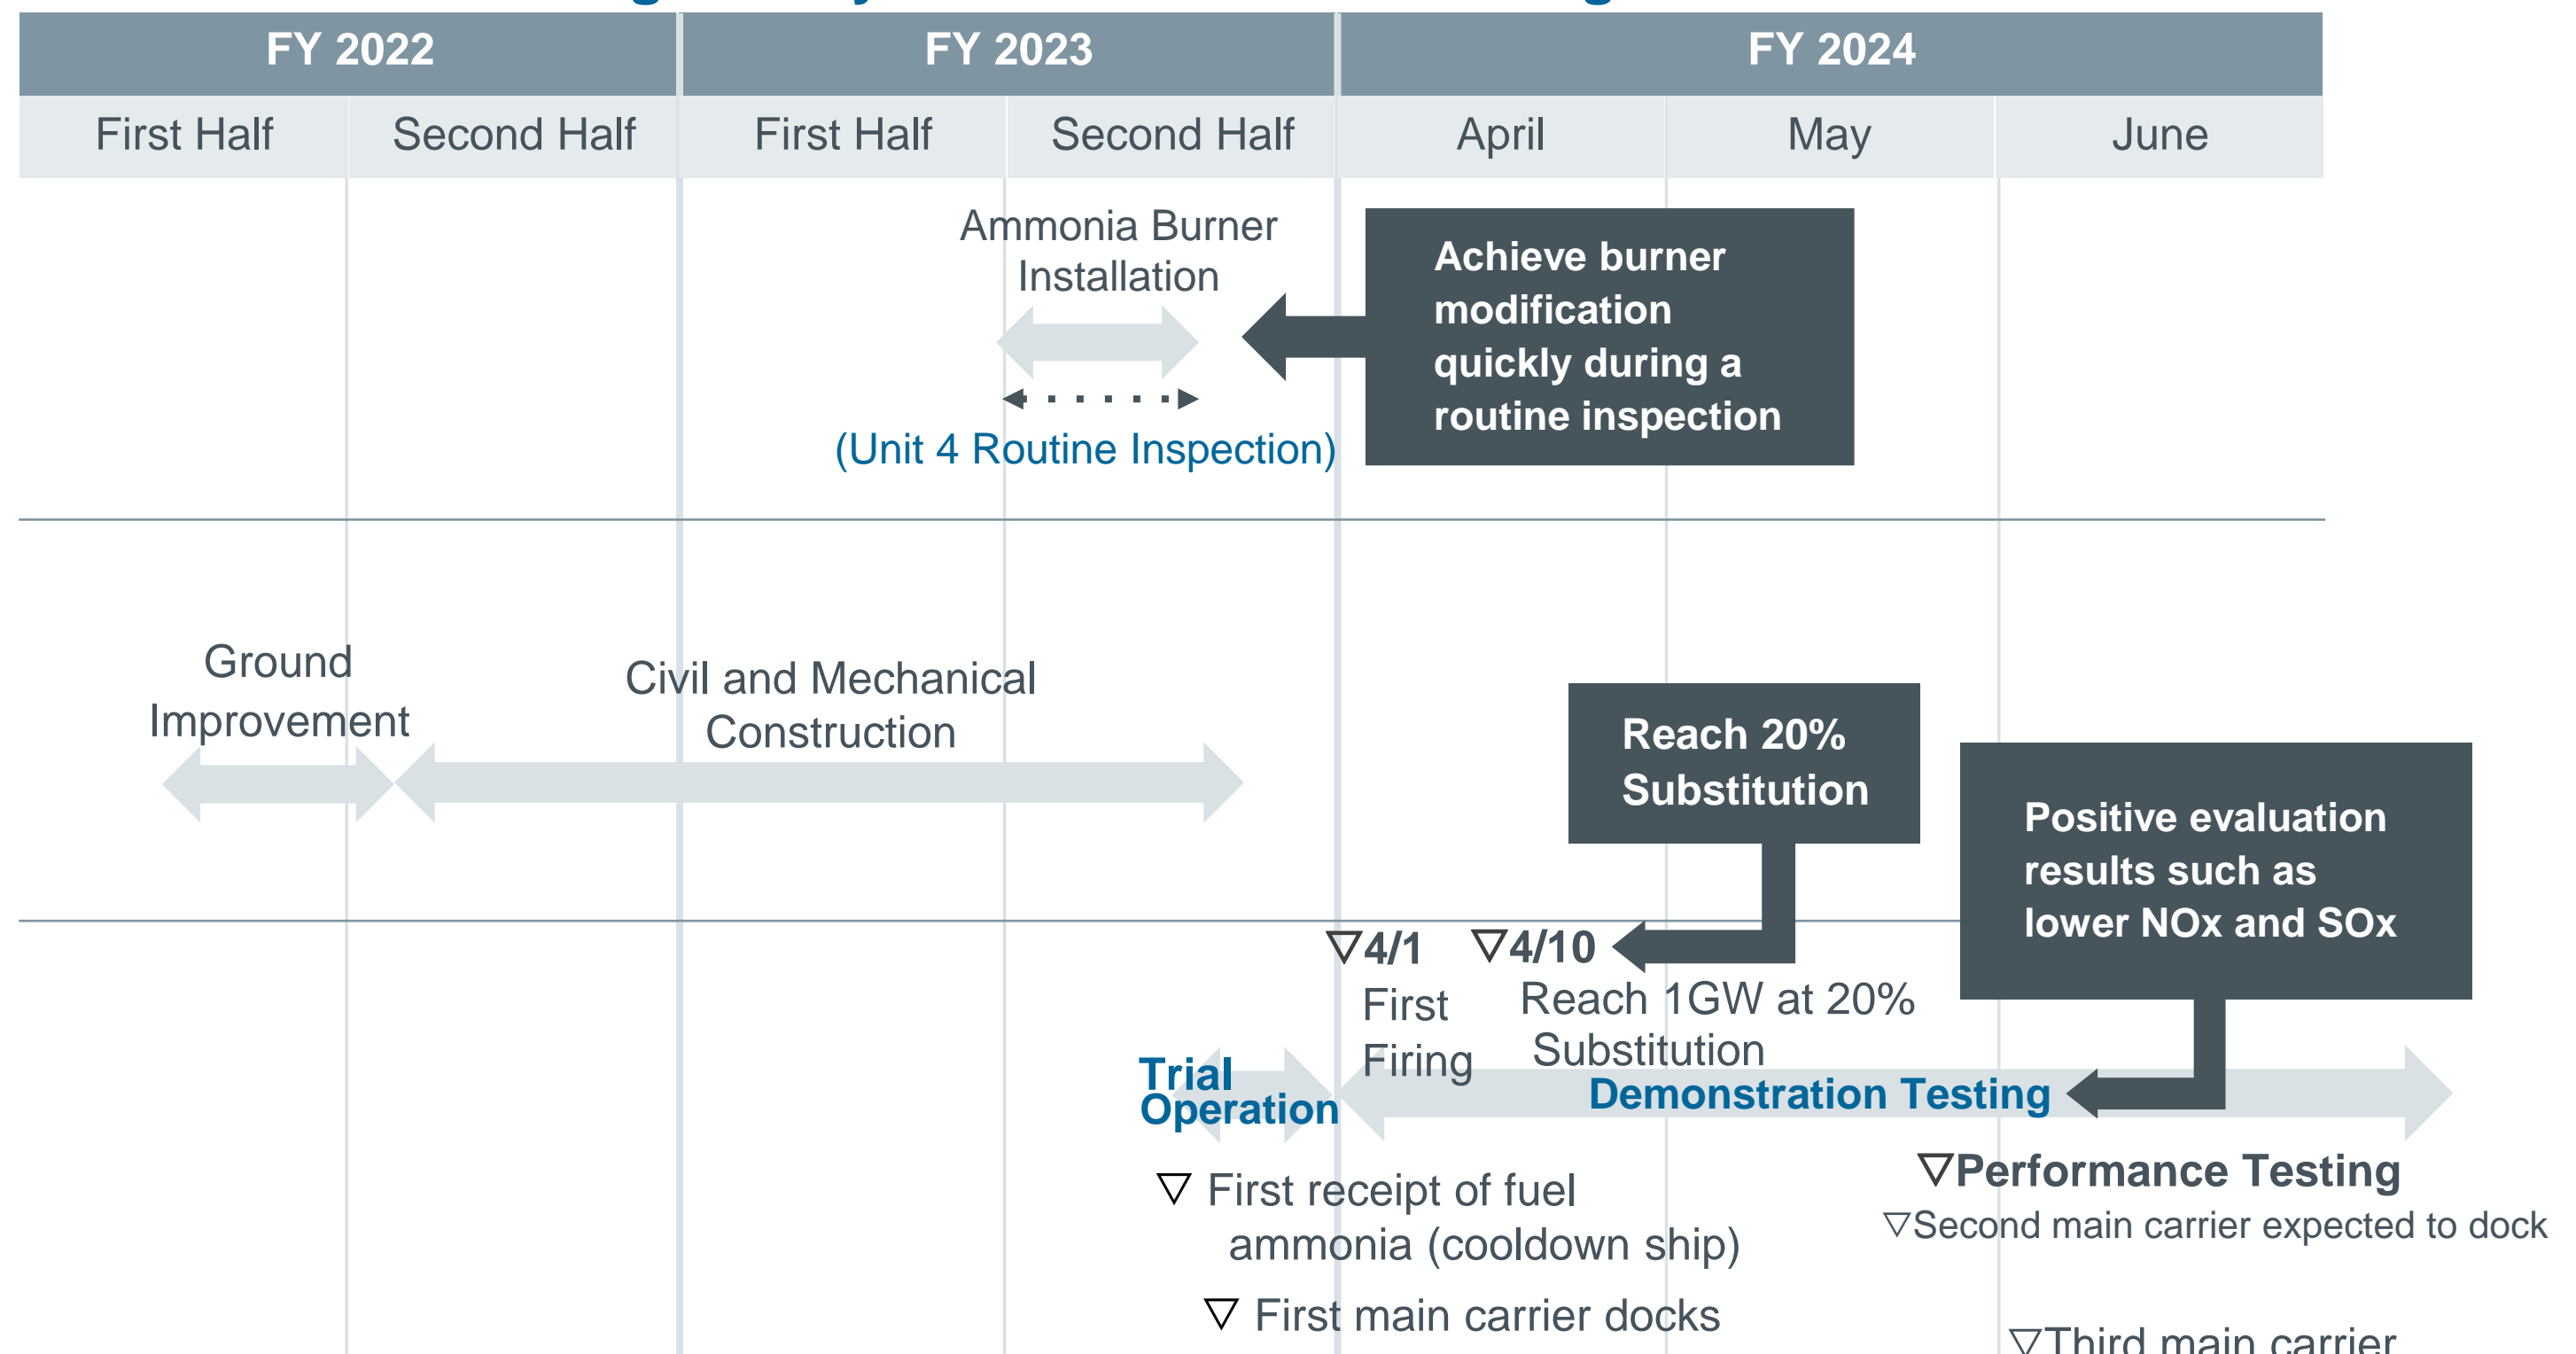 FY 2022
FY 2023
FY 2024
First Half
Second Half
First Half
Second Half
April
May
June
Ammonia Burner
Installation
(Unit 4 Routine Inspection)
Achieve burner
modification
quickly during a
routine inspection
Ground
Improvement
Civil and Mechanical
Construction
Reach 20%
Substitution
Positive evaluation
results such as
lower NOx and SOx
▽4/1
First
Firing
▽4/10
Reach 1GW at 20%
Substitution
Trial
Operation
Demonstration Testing
▽ First receipt of fuel
ammonia (cooldown ship)
▽ First main carrier docks
▽Performance Testing
▽Second main carrier expected to dock
▽Third main carrier